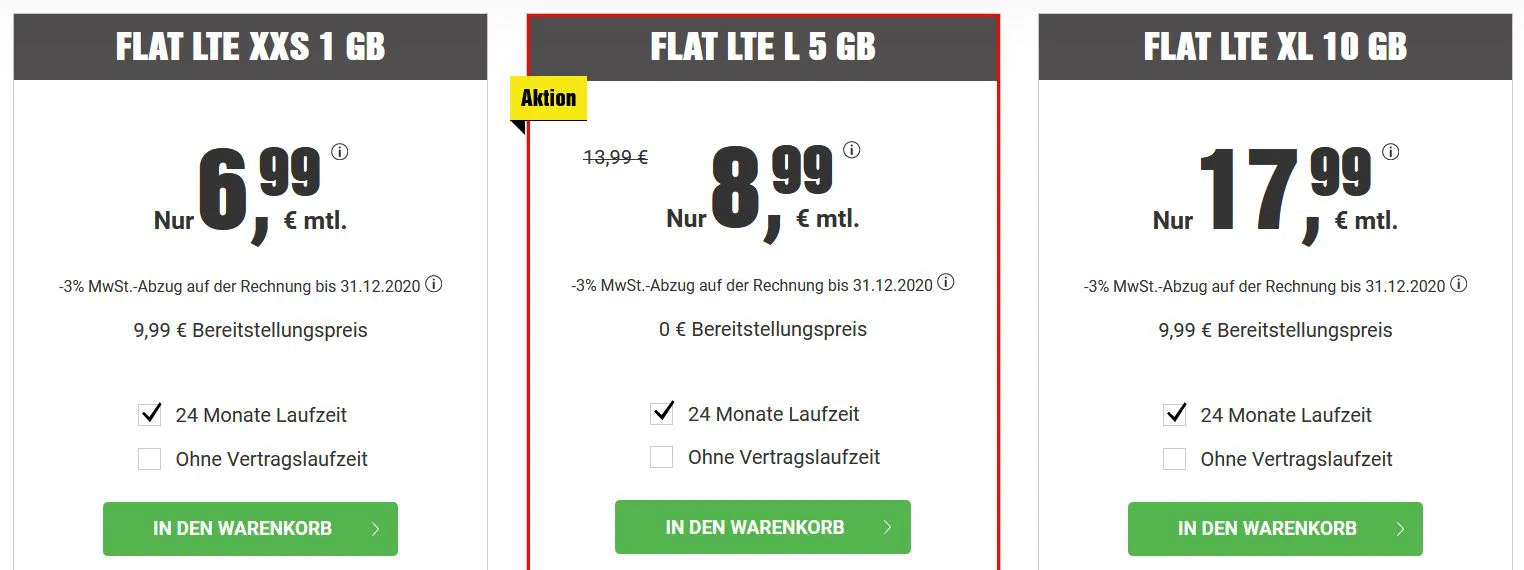 FLAT LTE XXS 1 GB
Nur 6,99 € mtl.
-3% MwSt.-Abzug auf der Rechnung bis 31.12.2020
9,99 € Bereitstellungspreis
24 Monate Laufzeit
Ohne Vertragslaufzeit
IN DEN WARENKORB
FLAT LTE L 5 GB
Aktion
13,99 €
Nur 8,99 € mtl.
-3% MwSt.-Abzug auf der Rechnung bis 31.12.2020
0 € Bereitstellungspreis
24 Monate Laufzeit
Ohne Vertragslaufzeit
IN DEN WARENKORB
FLAT LTE XL 10 GB
Nur 17,99 € mtl.
-3% MwSt.-Abzug auf der Rechnung bis 31.12.2020
9,99 € Bereitstellungspreis
24 Monate Laufzeit
Ohne Vertragslaufzeit
IN DEN WARENKORB